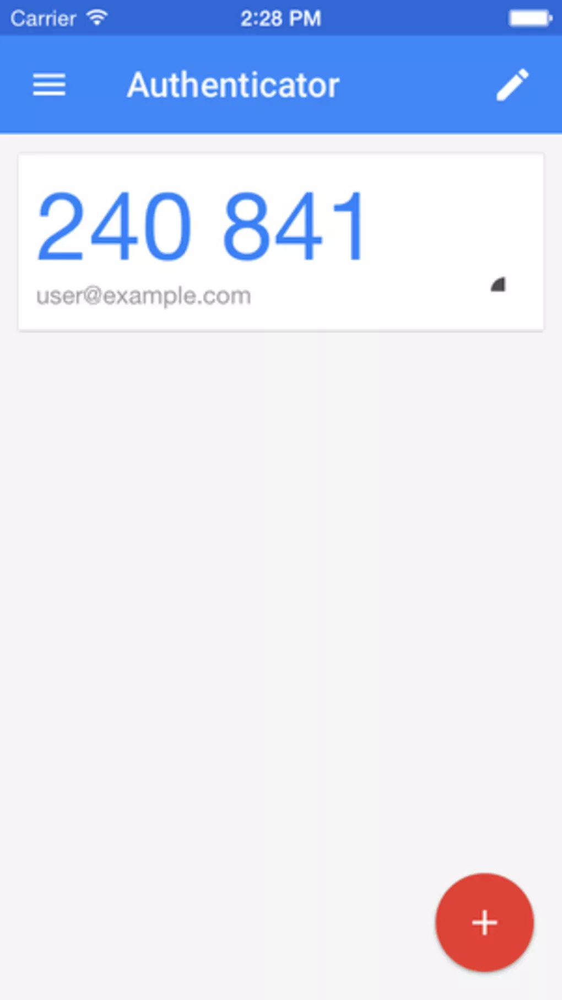 Carrier 2:28 PM
Authenticator
240 841
user@example.com